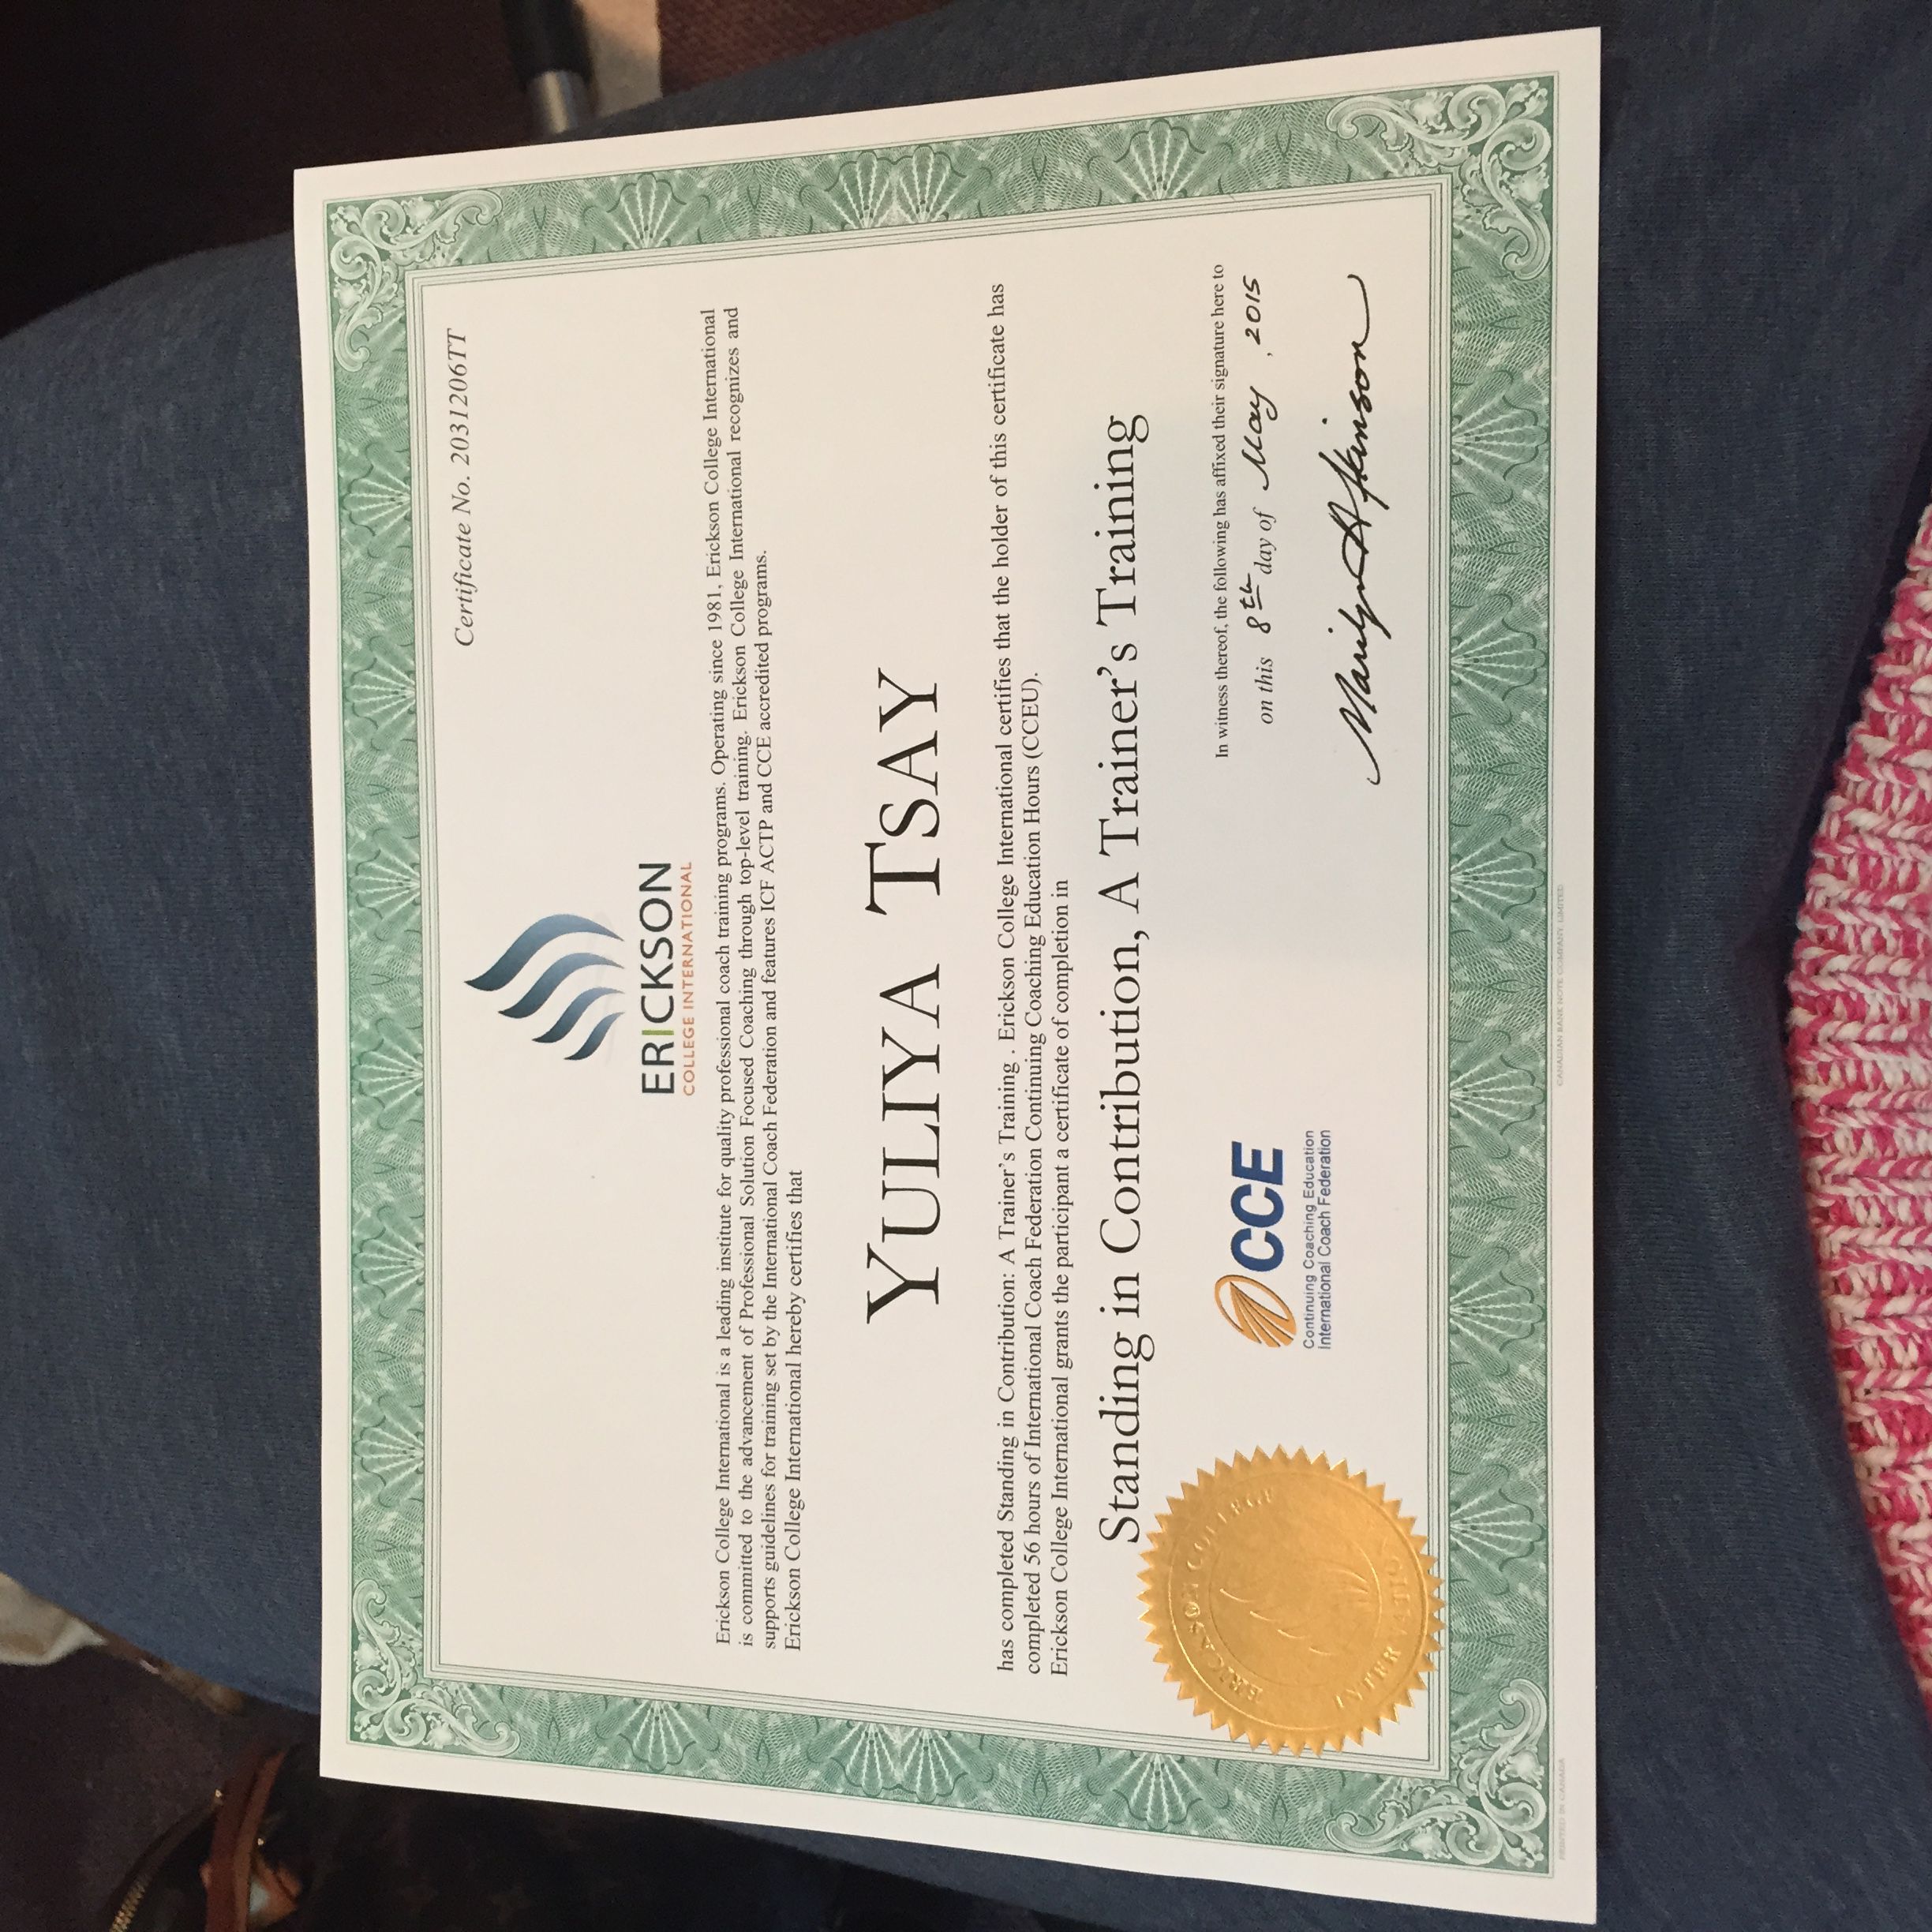 Certificate No. 2031206TT
ERICKSON
COLLEGE INTERNATIONAL
Erickson College International is a leading institute for quality professional coach training programs. Operating since 1981, Erickson College International
is committed to the advancement of Professional Solution Focused Coaching through top-level training. Erickson College International recognizes and
supports guidelines for training set by the International Coach Federation and features ICF ACTP and CCE accredited programs.
Erickson College International hereby certifies that
YULIYA TSAY
has completed Standing in Contribution: A Trainer's Training . Erickson College International certifies that the holder of this certificate has
completed 56 hours of International Coach Federation Continuing Coaching Education Hours (CCEU).
Erickson College International grants the participant a certificate of completion in
Standing in Contribution, A Trainer's Training
ERICKSON COLLEGE
INTERNATIONAL
CCE
Continuing Coaching Education
International Coach Federation
In witness thereof, the following has affixed their signature here to
on this 8th day of May , 2015
Marilyn Atkinson
PRINTED IN CANADA
CANADIAN BANK NOTE COMPANY, LIMITED